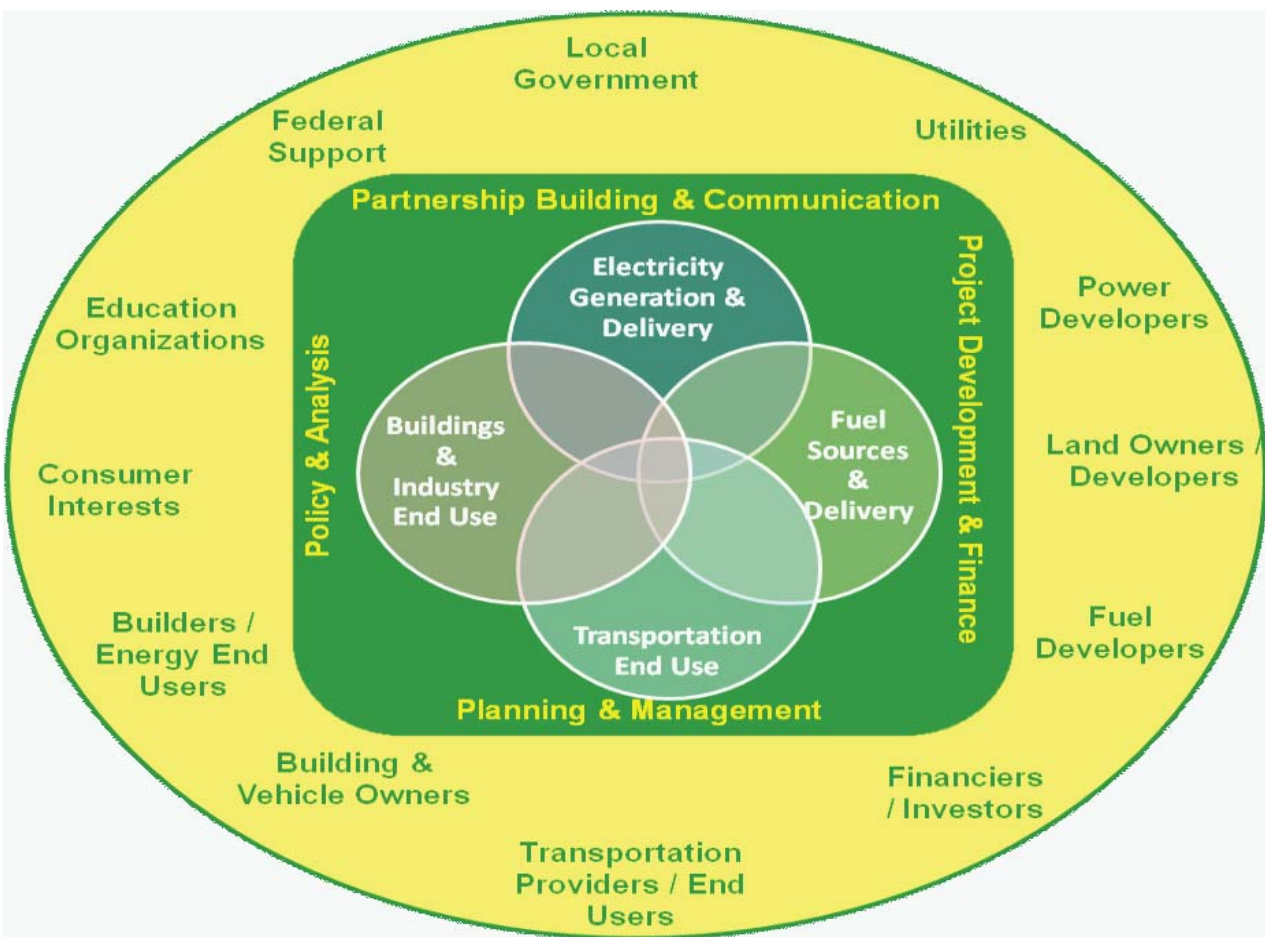 Local
Government
Federal
Support
Utilities
Partnership Building & Communication
Electricity
Generation &
Delivery
Project Development & Finance
Education
Organizations
Power
Developers
Policy & Analysis
Buildings
&
Industry
End Use
Fuel
Sources
&
Delivery
Consumer
Interests
Land Owners /
Developers
Builders /
Energy End
Users
Transportation
End Use
Fuel
Developers
Planning & Management
Building &
Vehicle Owners
Financiers
/ Investors
Transportation
Providers / End
Users